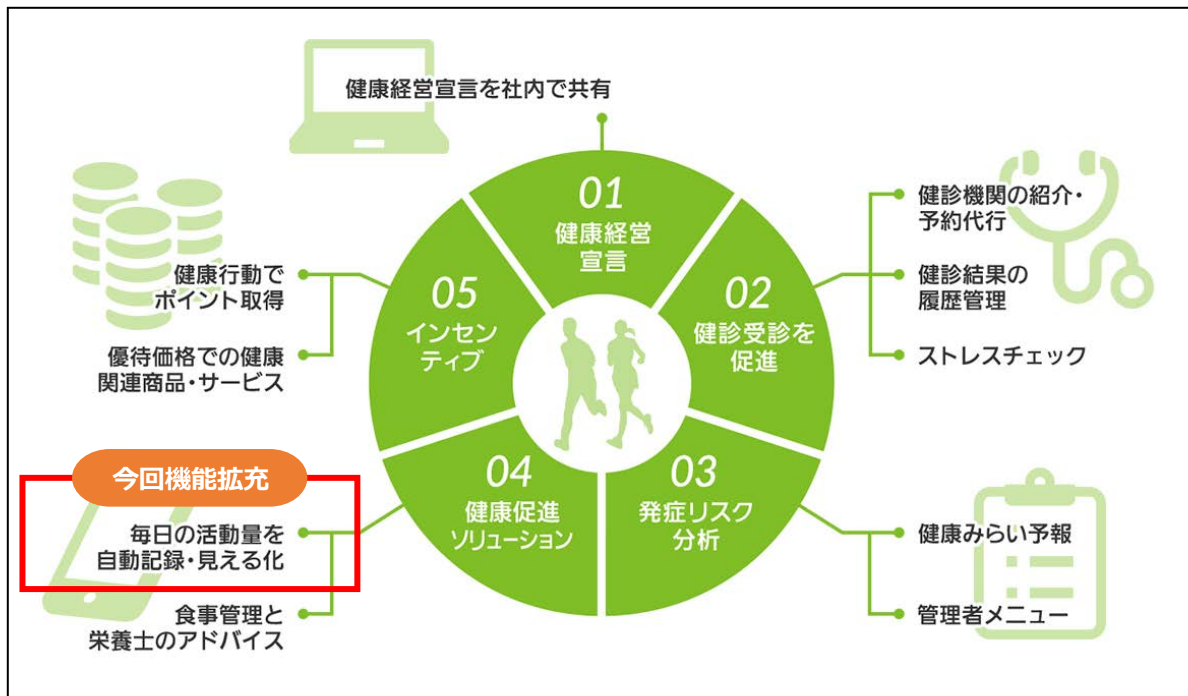 健康経営宣言を社内で共有
01
健康経営
宣言
02
健診受診を
促進
健診機関の紹介・
予約代行
健診結果の
履歴管理
ストレスチェック
03
発症リスク
分析
健康みらい予報
管理者メニュー
04
健康促進
ソリューション
今回機能拡充
毎日の活動量を
自動記録・見える化
食事管理と
栄養士のアドバイス
05
インセン
ティブ
健康行動で
ポイント取得
優待価格での健康
関連商品・サービス